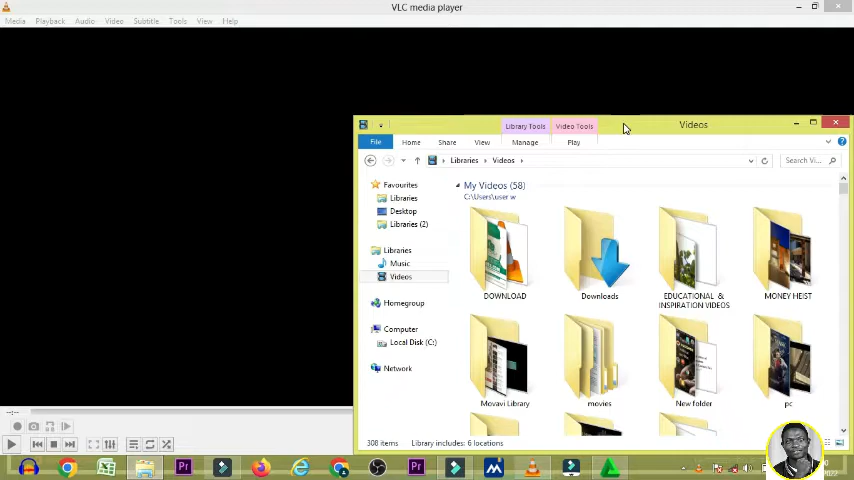 VLC media player
Media Playback Audio Video Subtitle Tools View Help
Library Tools Video Tools Videos
File Home Share View Manage Play
Libraries Videos Search Vi...
Favourites
Libraries
Desktop
Libraries (2)
Libraries
Music
Videos
Homegroup
Computer
Local Disk (C:)
Network
My Videos (58)
C:\Users\user w
DOWNLOAD
Downloads
EDUCATIONAL &
INSPIRATION VIDEOS
MONEY HEIST
Movavi Library
movies
New folder
pc
308 items Library includes: 6 locations
--:--
Pr
Pr